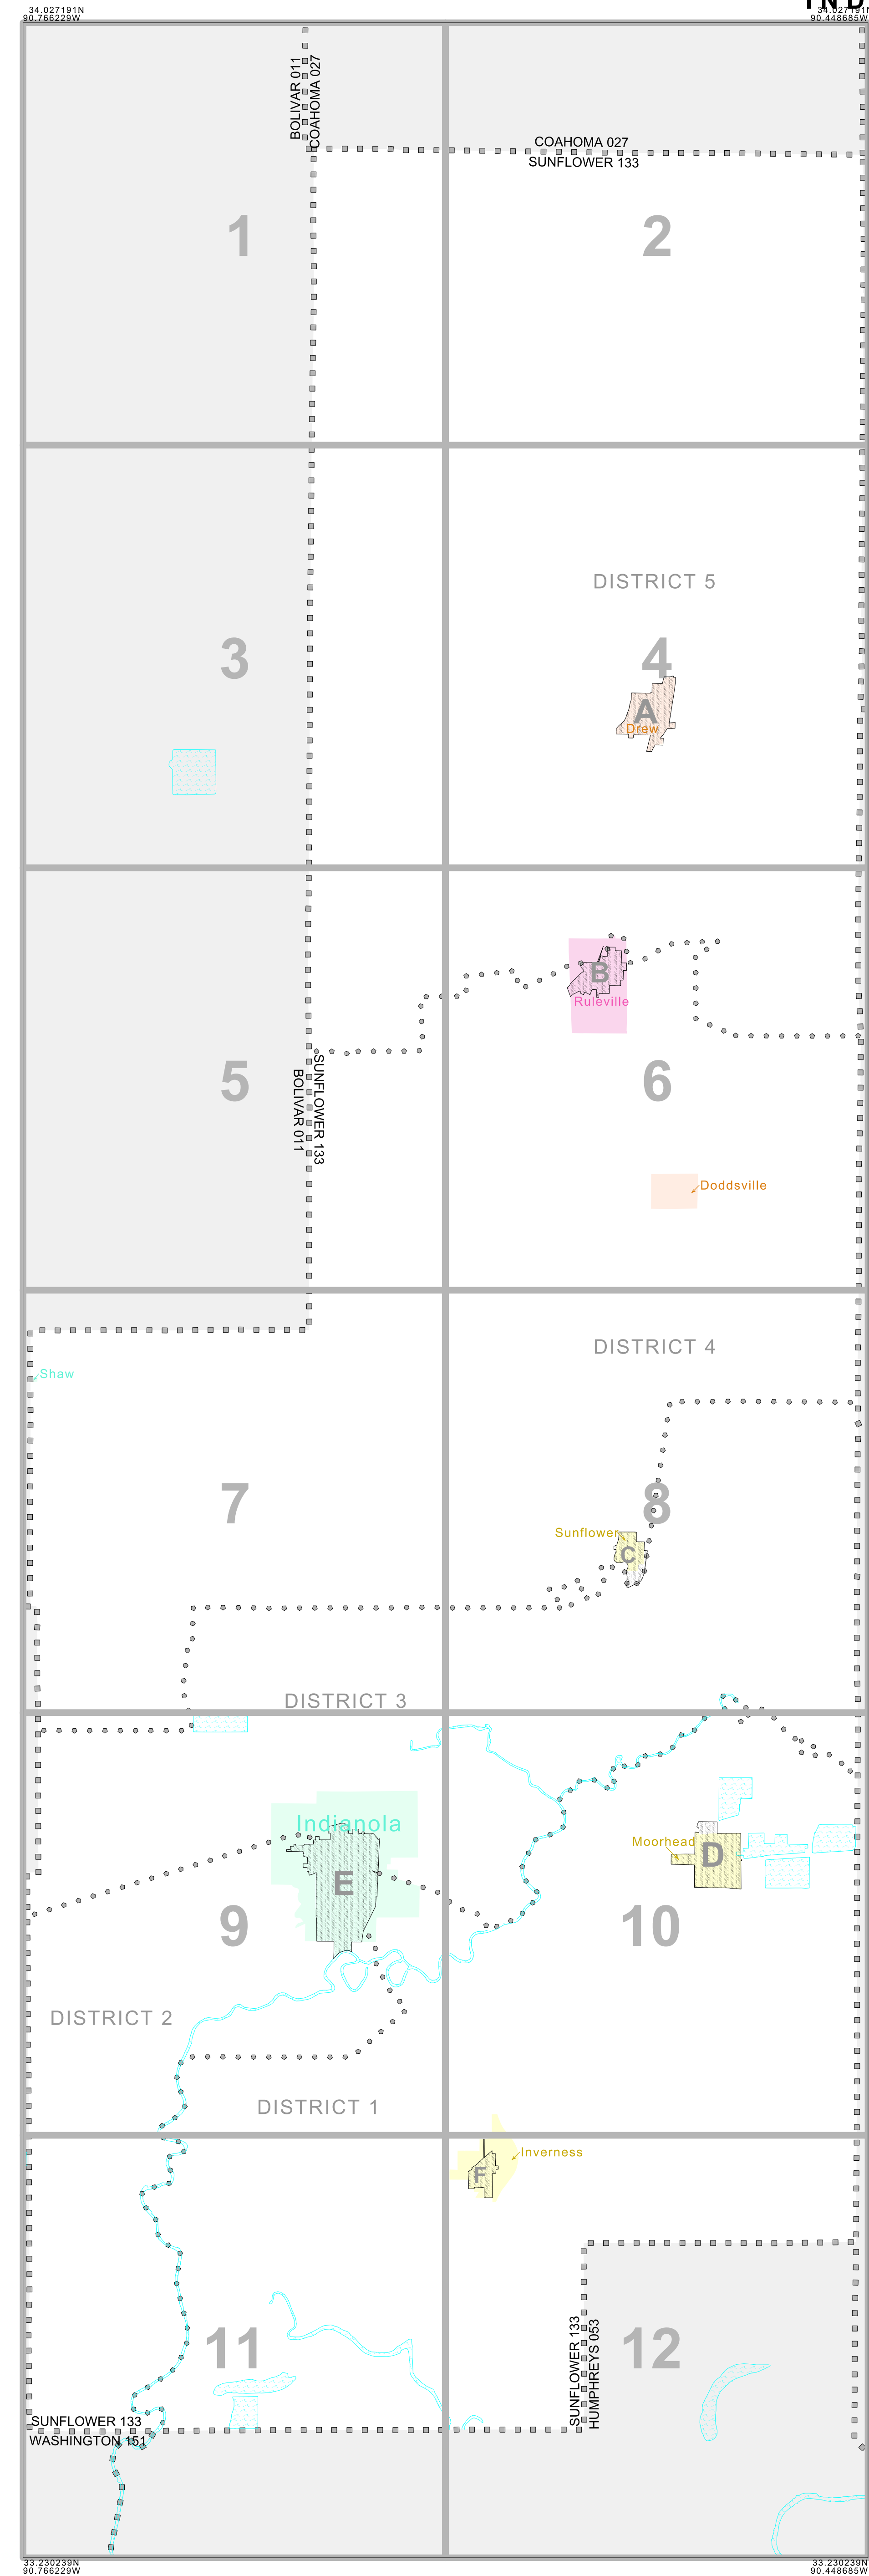 IND
34.027191N
90.766229W
34.027191N
90.448685W
BOLIVAR 011
COAHOMA 027
COAHOMA 027
SUNFLOWER 133
1
2
DISTRICT 5
3
4
A
Drew
B
Ruleville
5
6
SUNFLOWER 133
BOLIVAR 011
Doddsville
DISTRICT 4
Shaw
7
8
Sunflower
C
DISTRICT 3
Indianola
Moorhead
D
E
9
10
DISTRICT 2
DISTRICT 1
Inverness
F
11
12
SUNFLOWER 133
HUMPHREYS 053
SUNFLOWER 133
WASHINGTON 151
33.230239N
90.766229W
33.230239N
90.448685W